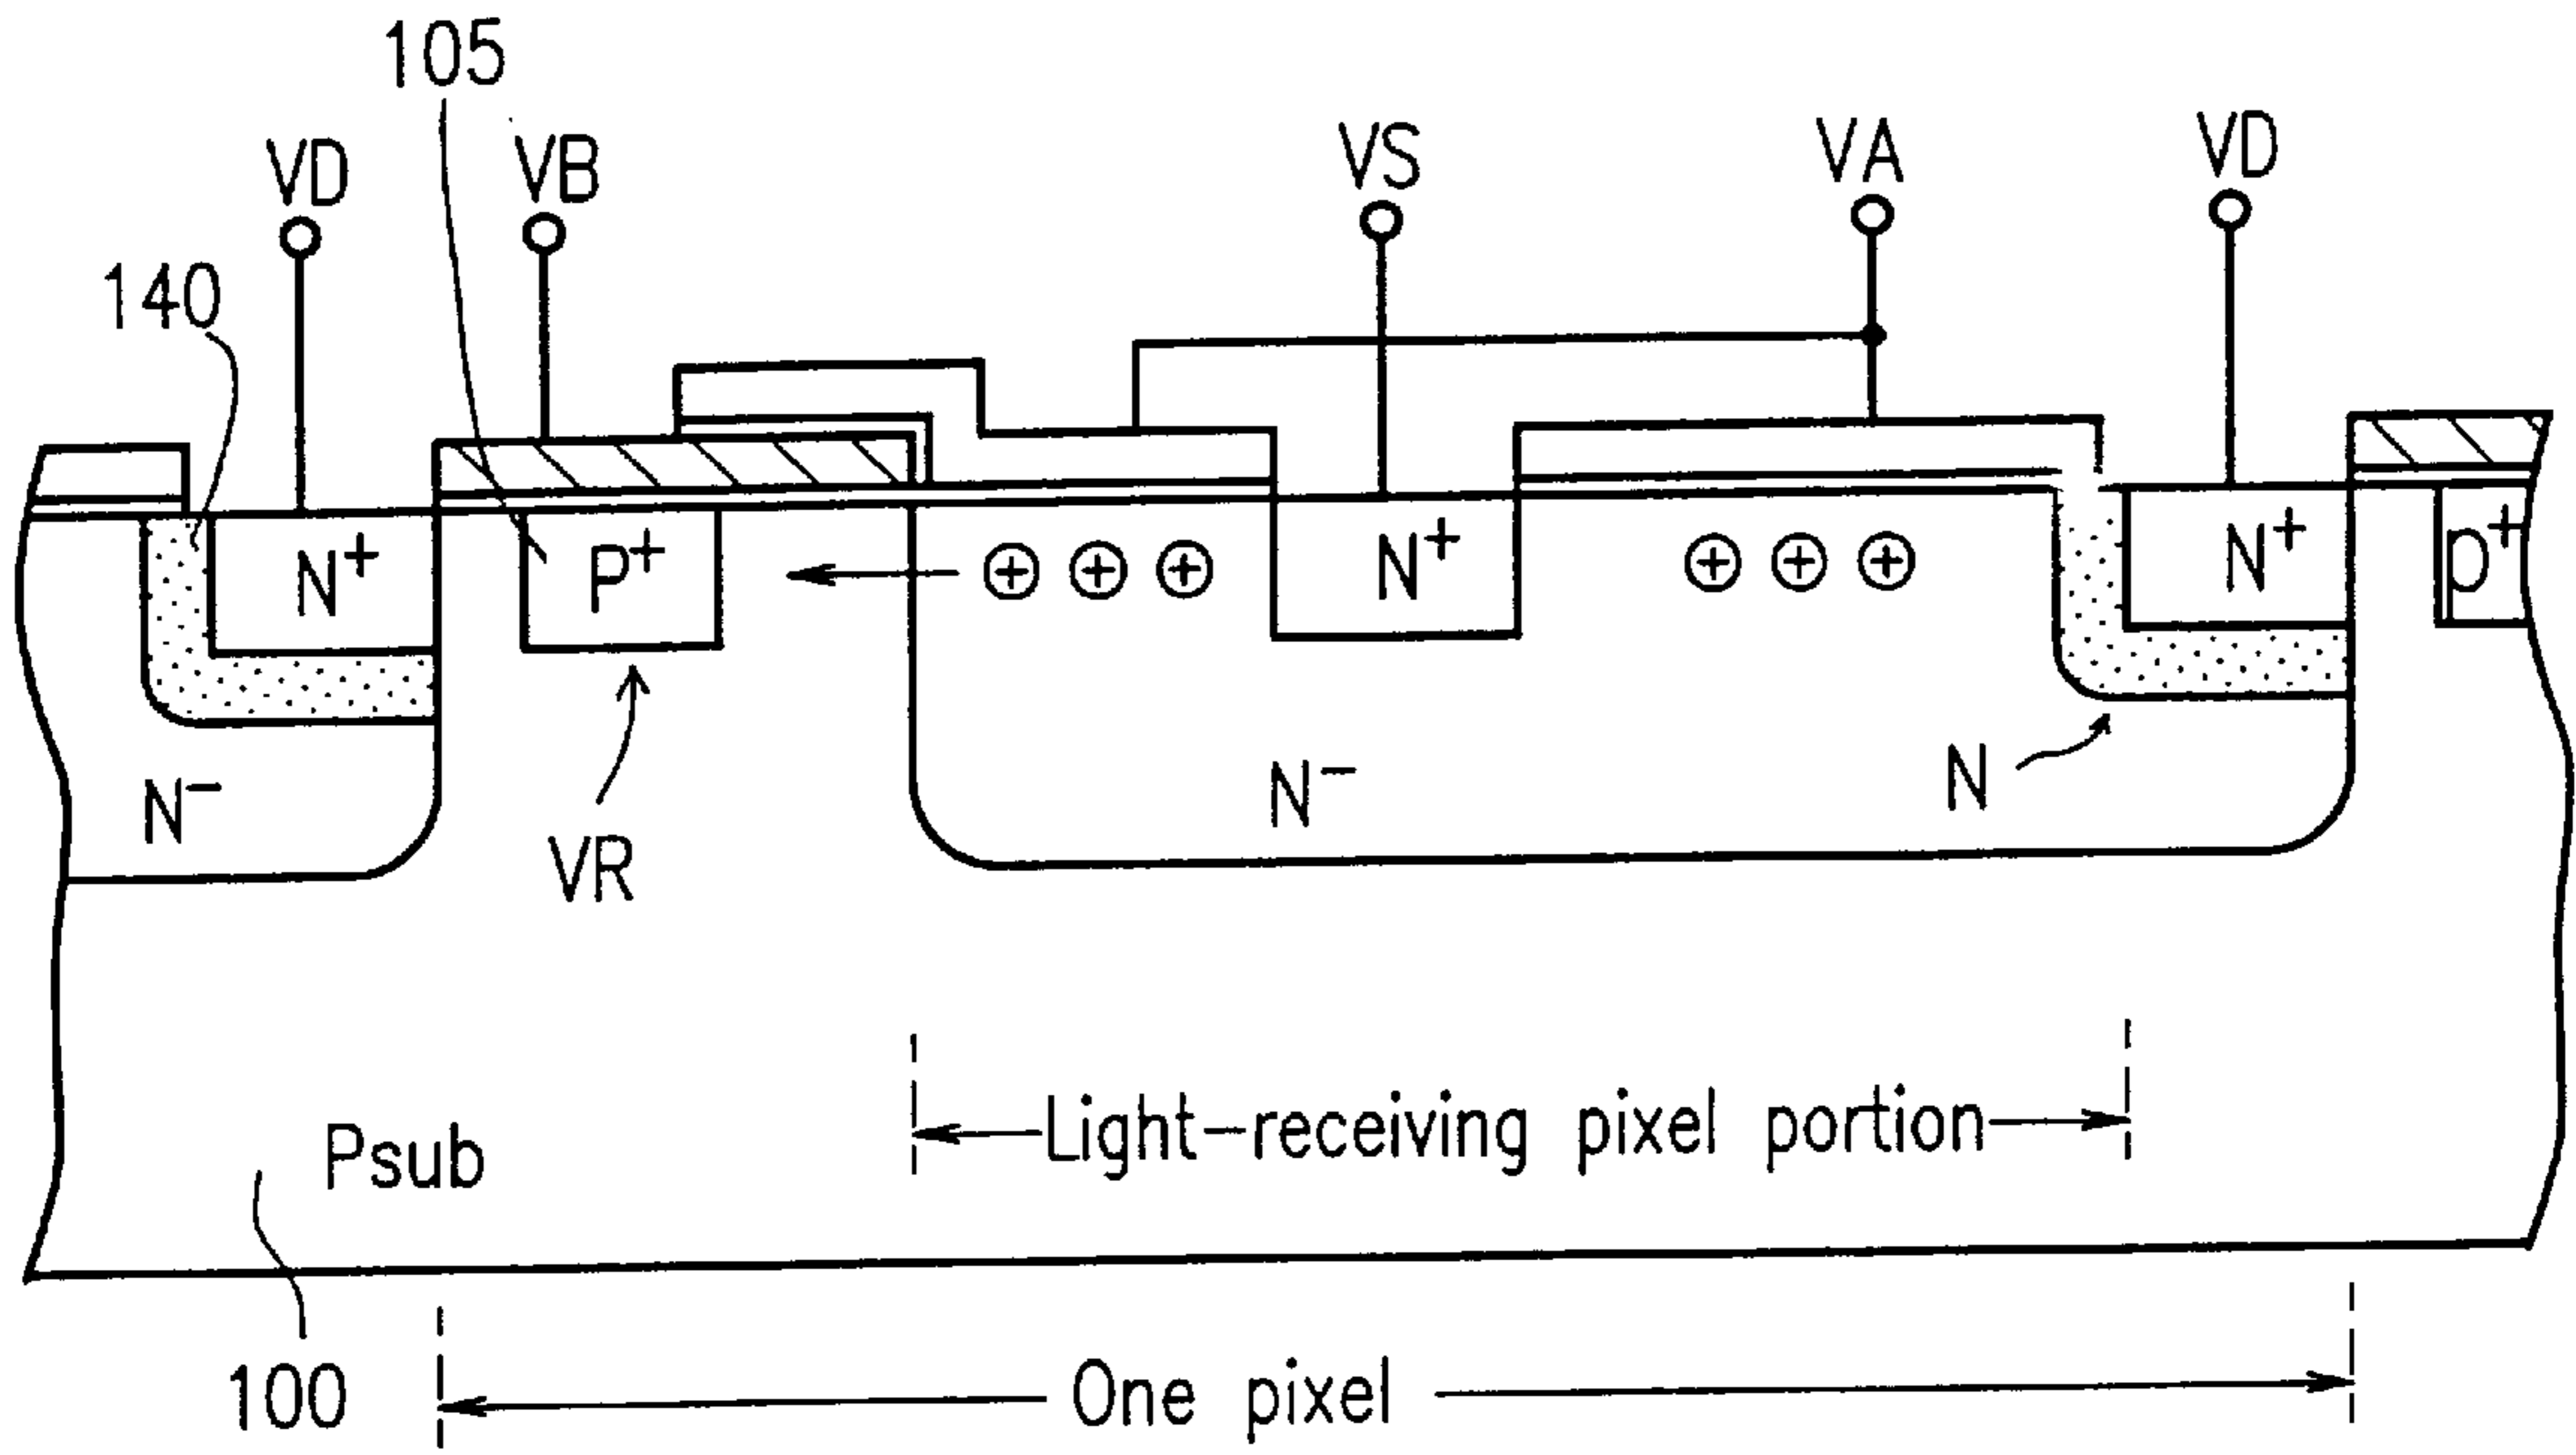 105
VD
VB
VS
VA
VD
140
N+
P+
⊕ ⊕ ⊕
N+
⊕ ⊕ ⊕
N+
P+
N−
VR
N−
N
Light-receiving pixel portion
Psub
100
One pixel